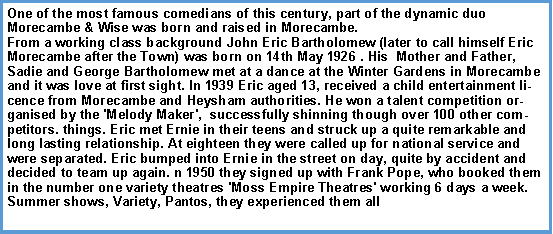 One of the most famous comedians of this century, part of the dynamic duo
Morecambe & Wise was born and raised in Morecambe.
From a working class background John Eric Bartholomew (later to call himself Eric
Morecambe after the Town) was born on 14th May 1926 . His  Mother and Father,
Sadie and George Bartholomew met at a dance at the Winter Gardens in Morecambe
and it was love at first sight. In 1939 Eric aged 13, received a child entertainment li-
cence from Morecambe and Heysham authorities. He won a talent competition or-
ganised by the 'Melody Maker',  successfully shinning though over 100 other com-
petitors. things. Eric met Ernie in their teens and struck up a quite remarkable and
long lasting relationship. At eighteen they were called up for national service and
were separated. Eric bumped into Ernie in the street on day, quite by accident and
decided to team up again. n 1950 they signed up with Frank Pope, who booked them
in the number one variety theatres 'Moss Empire Theatres' working 6 days a week.
Summer shows, Variety, Pantos, they experienced them all